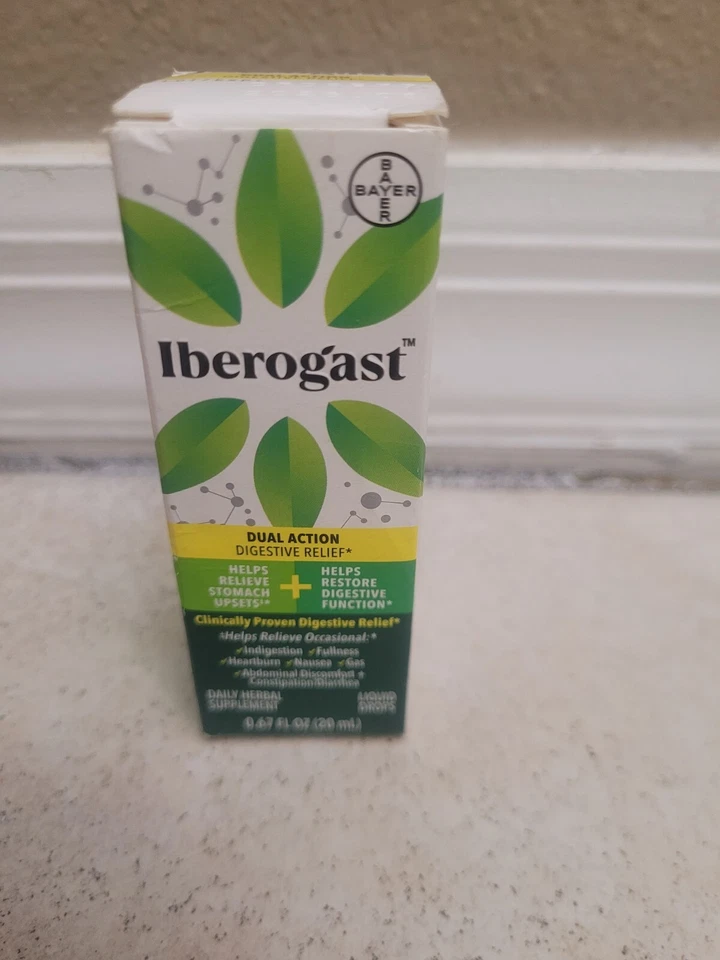 BAYER
BAYER
Iberogast™
DUAL ACTION
DIGESTIVE RELIEF*
HELPS
RELIEVE
STOMACH
UPSETS‡*
+
HELPS
RESTORE
DIGESTIVE
FUNCTION*
Clinically Proven Digestive Relief*
‡Helps Relieve Occasional:*
✓Indigestion ✓Fullness
✓Heartburn ✓Nausea ✓Gas
✓Abdominal Discomfort +
Constipation/Diarrhea
DAILY HERBAL
SUPPLEMENT
LIQUID
DROPS
0.67 FL OZ (20 mL)